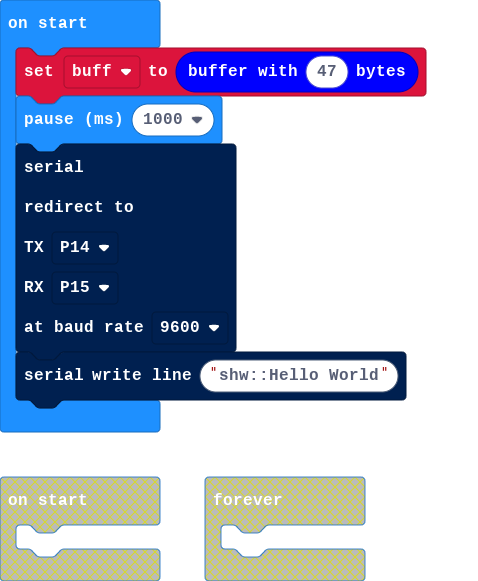 on start
set buff to buffer with 47 bytes
pause (ms) 1000
serial
redirect to
TX P14
RX P15
at baud rate 9600
serial write line "shw::Hello World"
on start
forever